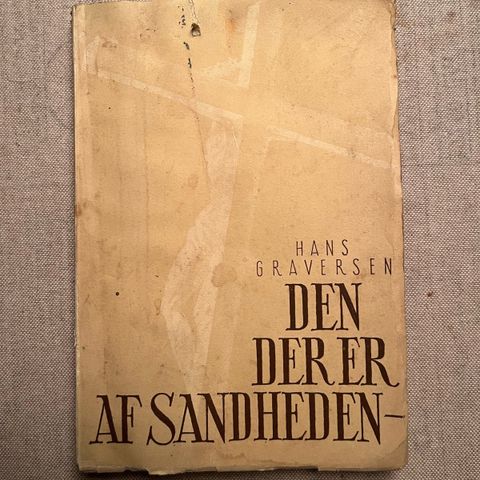 HANS
GRAVERSEN
DEN
DER ER
AF SANDHEDEN—